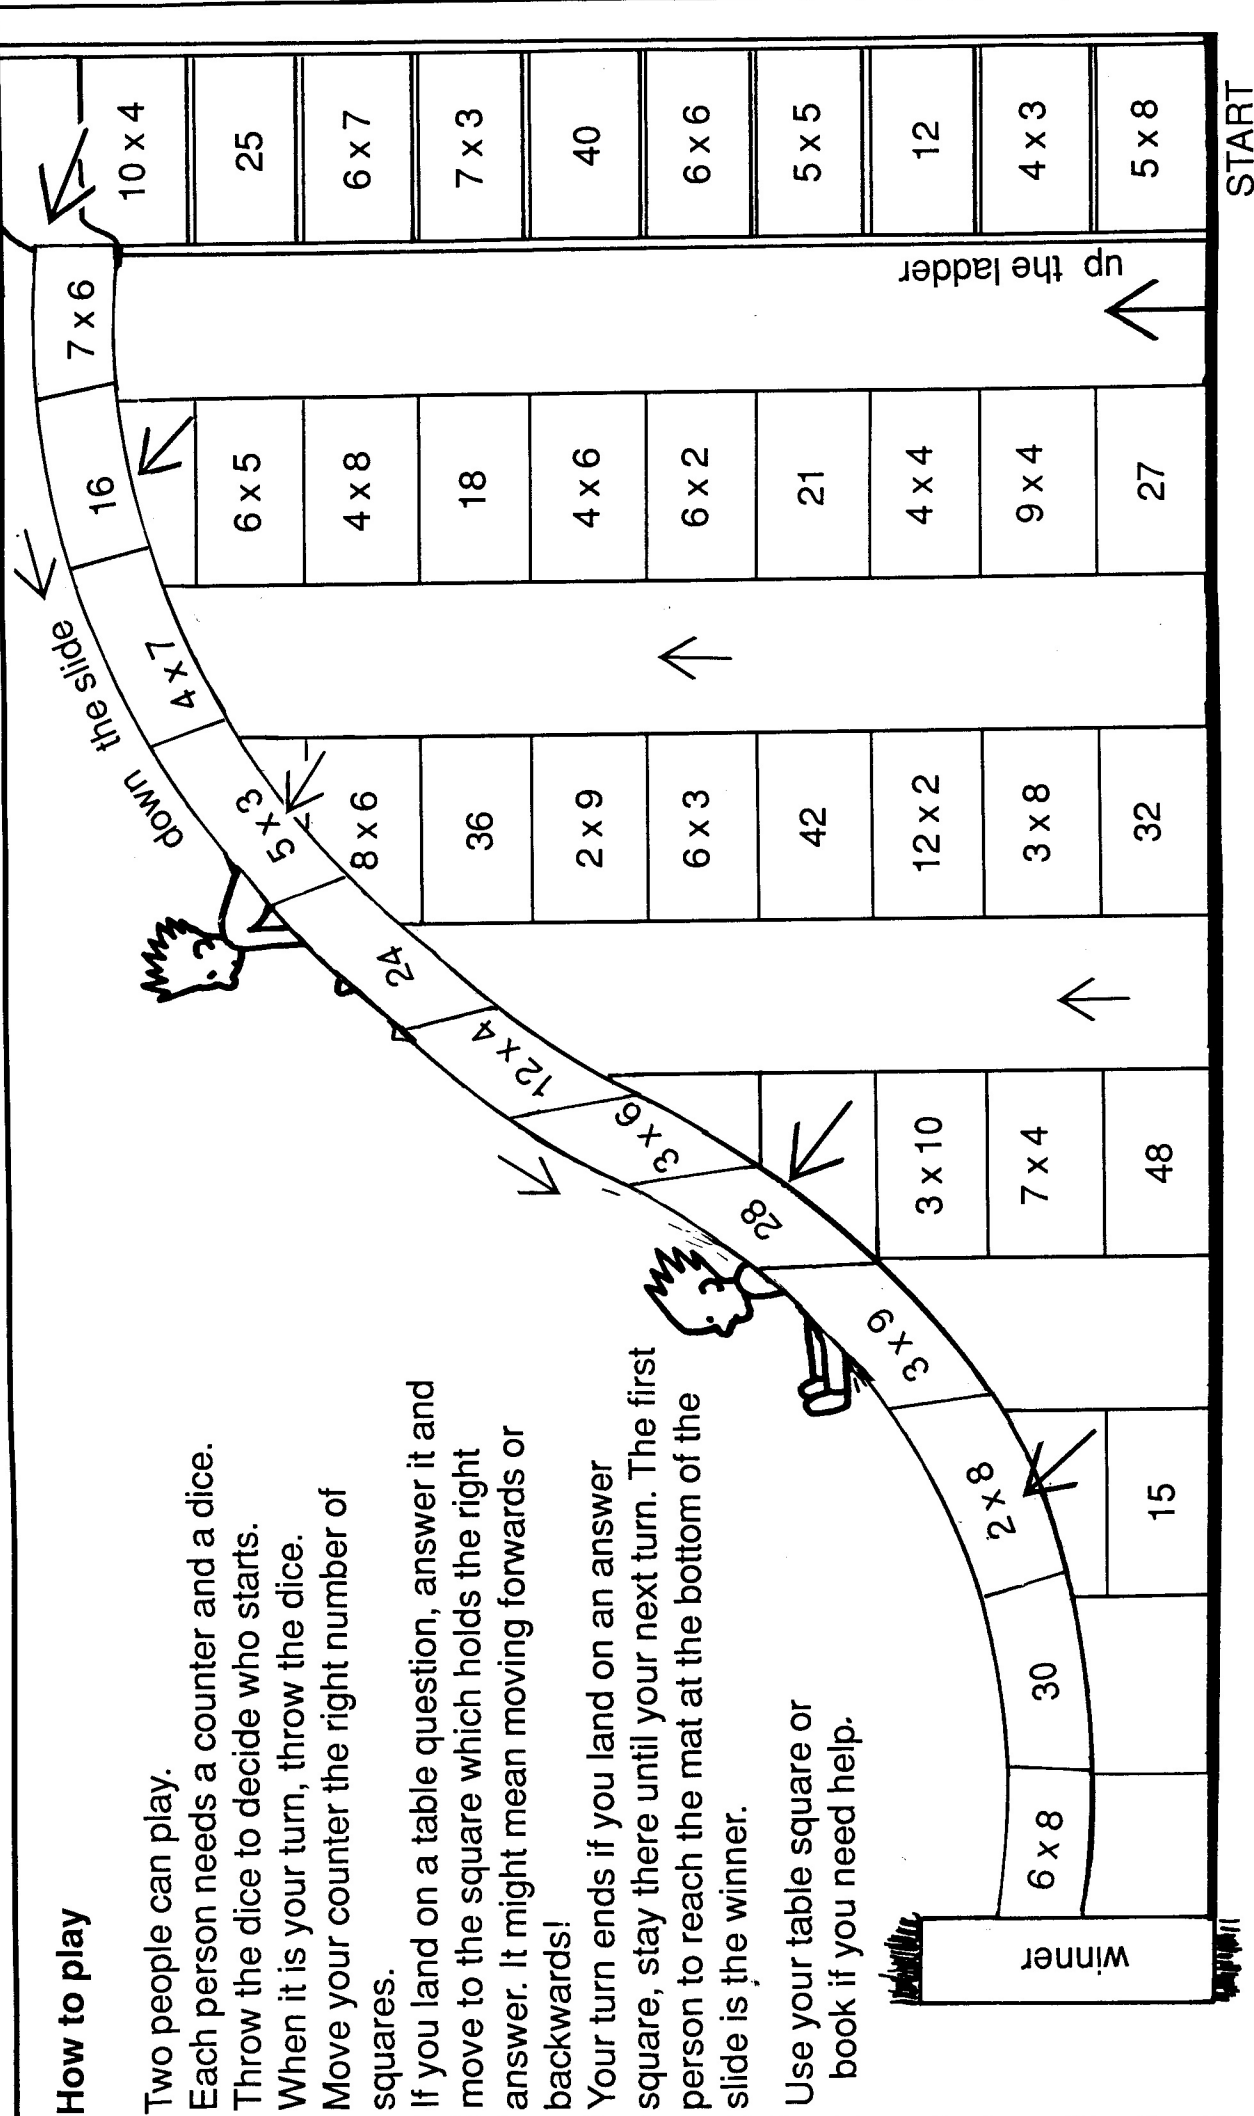 How to play
Two people can play.
Each person needs a counter and a dice.
Throw the dice to decide who starts.
When it is your turn, throw the dice.
Move your counter the right number of
squares.
If you land on a table question, answer it and
move to the square which holds the right
answer. It might mean moving forwards or
backwards!
Your turn ends if you land on an answer
square, stay there until your next turn. The first
person to reach the mat at the bottom of the
slide is the winner.
Use your table square or
book if you need help.
START
5 x 8
4 x 3
12
5 x 5
6 x 6
40
7 x 3
6 x 7
25
10 x 4
up the ladder
7 x 6
16
4 x 7
5 x 3
24
12 x 4
3 x 6
28
3 x 9
2 x 8
30
6 x 8
down the slide
winner
27
9 x 4
4 x 4
21
6 x 2
4 x 6
18
4 x 8
6 x 5
32
3 x 8
12 x 2
42
6 x 3
2 x 9
36
8 x 6
48
7 x 4
3 x 10
15